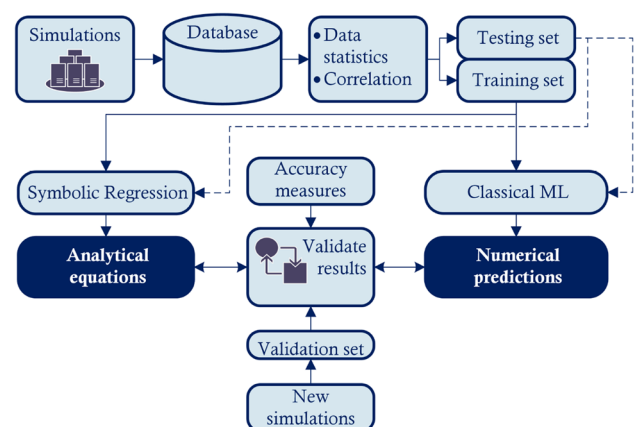 Simulations
Database
• Data
statistics
• Correlation
Testing set
Training set
Symbolic Regression
Accuracy
measures
Classical ML
Analytical
equations
Validate
results
Numerical
predictions
Validation set
New
simulations